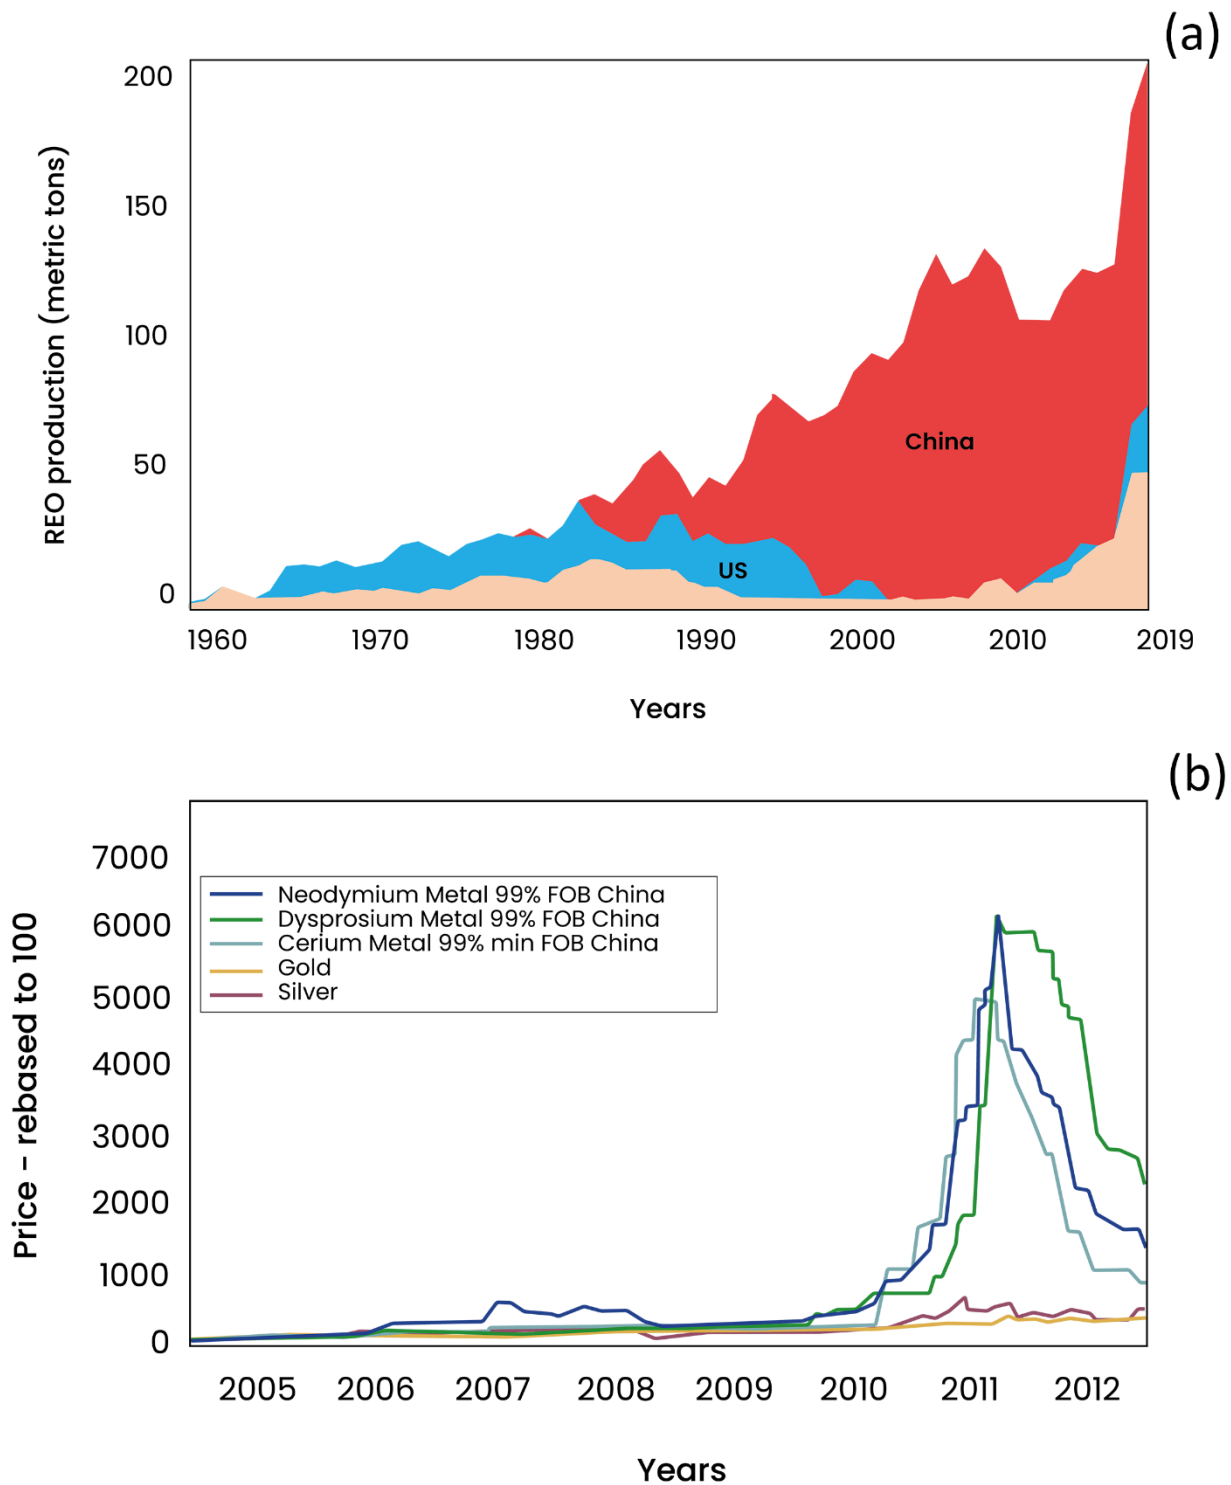 (a)
REO production (metric tons)
200
150
100
50
0
China
US
1960 1970 1980 1990 2000 2010 2019
Years
(b)
Price - rebased to 100
7000
6000
5000
4000
3000
2000
1000
0
Neodymium Metal 99% FOB China
Dysprosium Metal 99% FOB China
Cerium Metal 99% min FOB China
Gold
Silver
2005 2006 2007 2008 2009 2010 2011 2012
Years